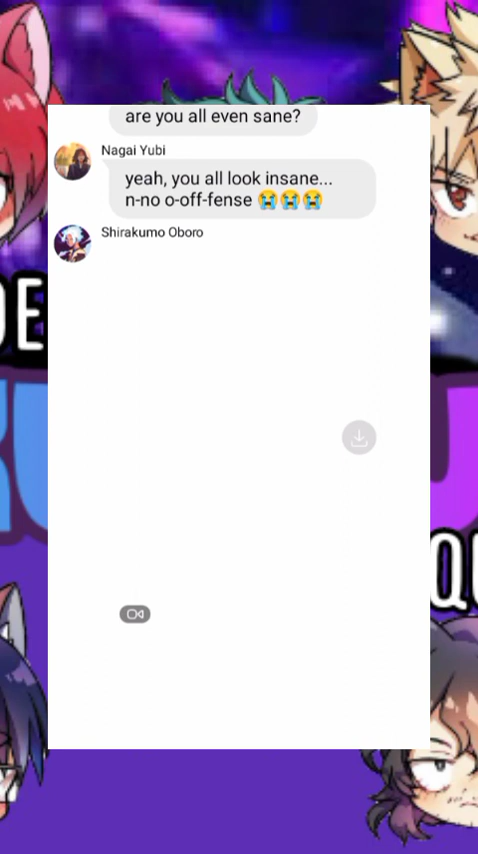 are you all even sane?
Nagai Yubi
yeah, you all look insane...
n-no o-off-fense 😭😭😭
Shirakumo Oboro